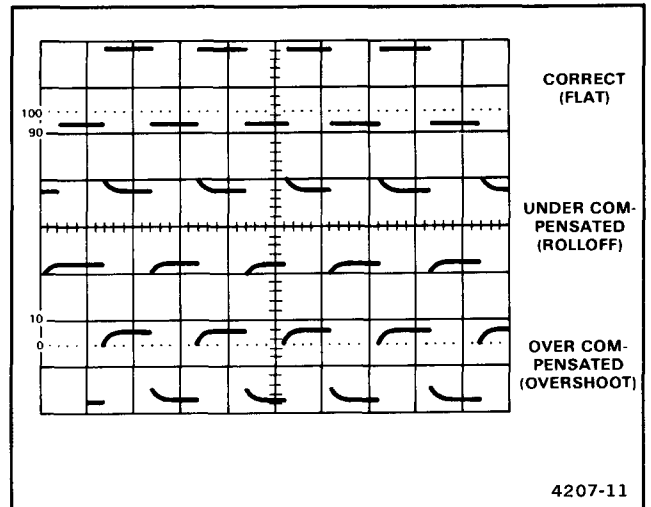 CORRECT
(FLAT)
100
90
UNDER COM-
PENSATED
(ROLLOFF)
10
0
OVER COM-
PENSATED
(OVERSHOOT)
4207-11